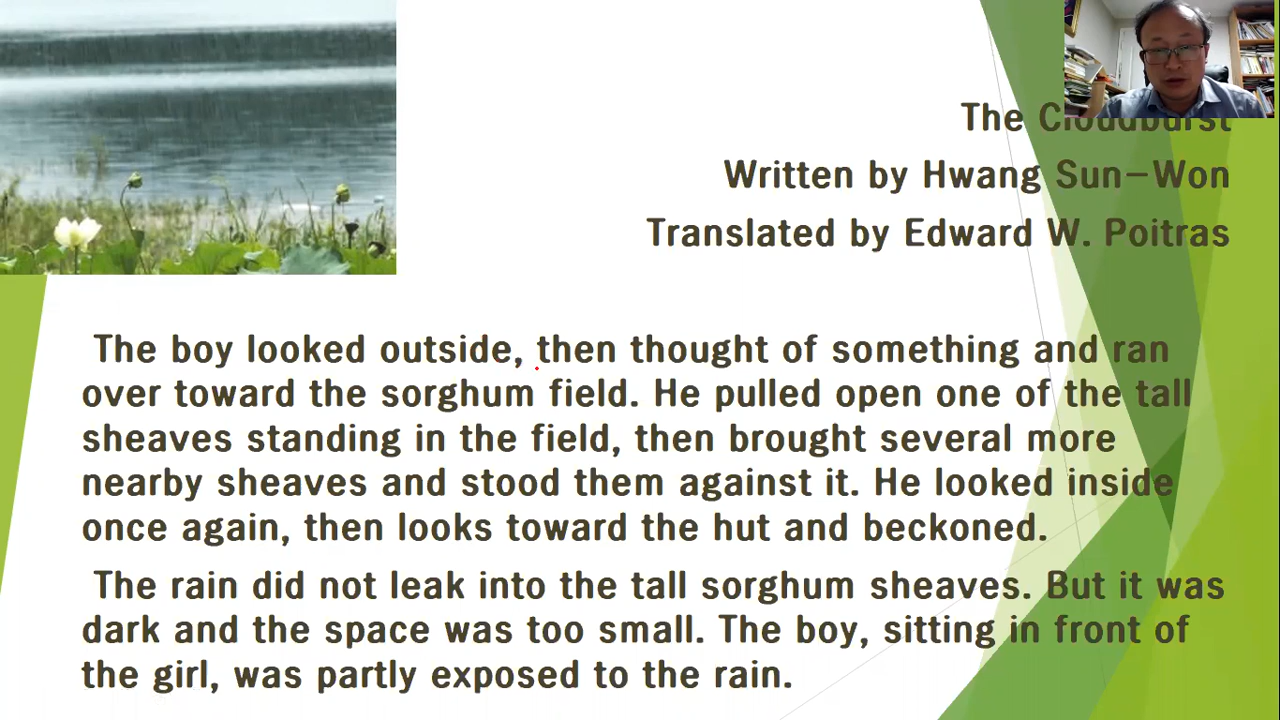 The Cloudburst
Written by Hwang Sun-Won
Translated by Edward W. Poitras
The boy looked outside, then thought of something and ran
over toward the sorghum field. He pulled open one of the tall
sheaves standing in the field, then brought several more
nearby sheaves and stood them against it. He looked inside
once again, then looks toward the hut and beckoned.
The rain did not leak into the tall sorghum sheaves. But it was
dark and the space was too small. The boy, sitting in front of
the girl, was partly exposed to the rain.